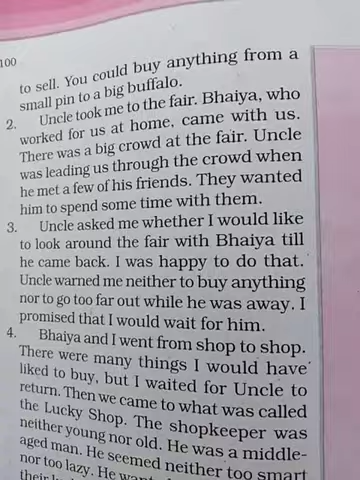 100
to sell. You could buy anything from a
small pin to a big buffalo.
2. Uncle took me to the fair. Bhaiya, who
worked for us at home, came with us.
There was a big crowd at the fair. Uncle
was leading us through the crowd when
he met a few of his friends. They wanted
him to spend some time with them.
3. Uncle asked me whether I would like
to look around the fair with Bhaiya till
he came back. I was happy to do that.
Uncle warned me neither to buy anything
nor to go too far out while he was away. I
promised that I would wait for him.
4. Bhaiya and I went from shop to shop.
There were many things I would have
liked to buy, but I waited for Uncle to
return. Then we came to what was called
the Lucky Shop. The shopkeeper was
neither young nor old. He was a middle-
aged man. He seemed neither too smart
nor too lazy. He
their